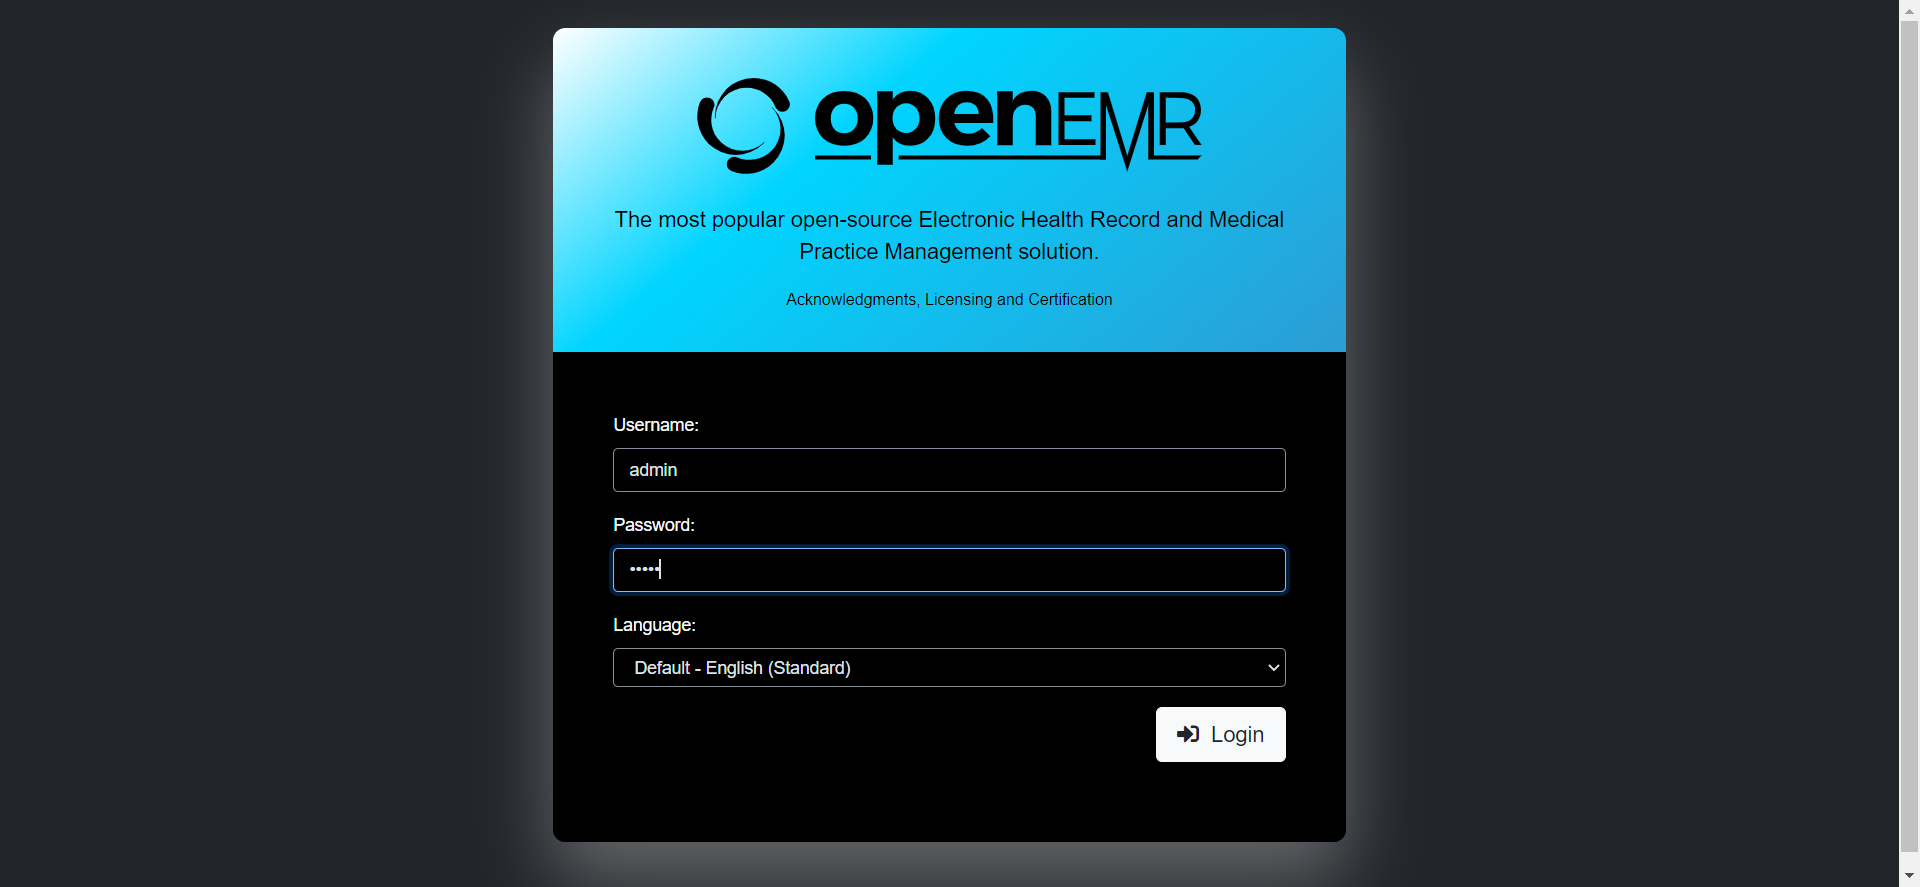 openEMR
The most popular open-source Electronic Health Record and Medical
Practice Management solution.
Acknowledgments, Licensing and Certification
Username:
admin
Password:
•••••
Language:
Default - English (Standard)
Login